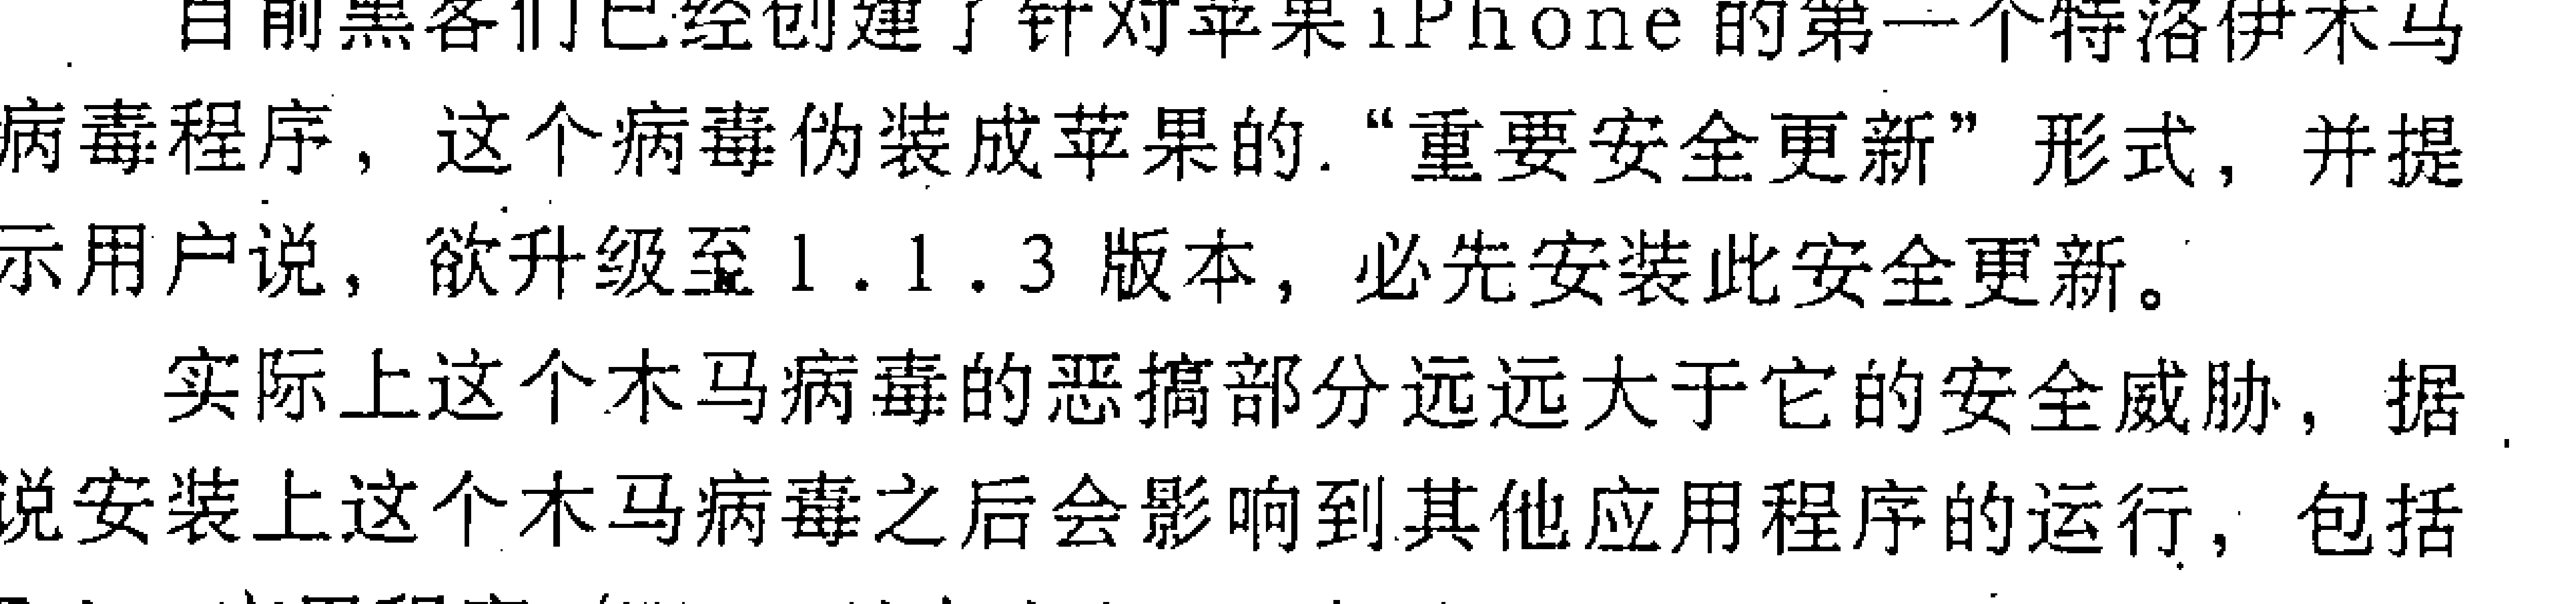 目前黑客们已经创建了针对苹果iPhone的第一个特洛伊木马
病毒程序，这个病毒伪装成苹果的“重要安全更新”形式，并提
示用户说，欲升级至1.1.3版本，必先安装此安全更新。
实际上这个木马病毒的恶搞部分远远大于它的安全威胁，据
说安装上这个木马病毒之后会影响到其他应用程序的运行，包括